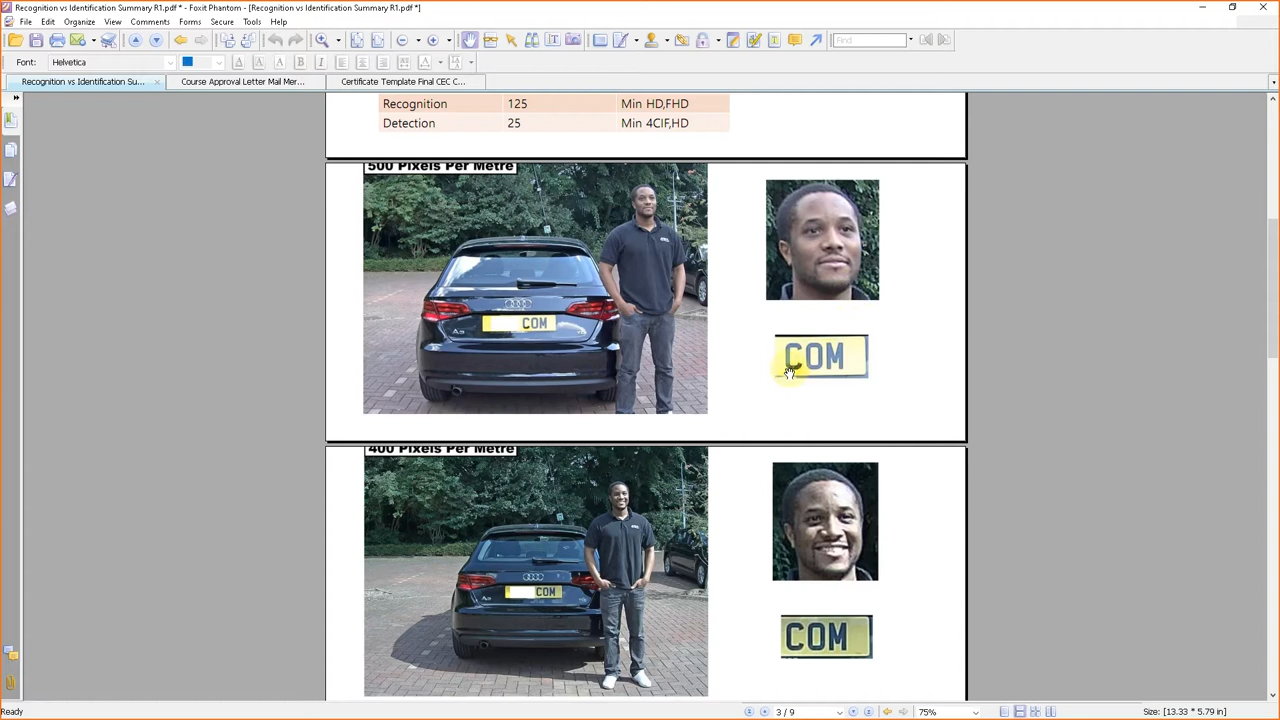 Recognition vs Identification Summary R1.pdf * - Foxit Phantom - [Recognition vs Identification Summary R1.pdf *]
File Edit View Organize Comments Forms Secure Tools Help
Find
Font: Helvetica
Recognition vs Identification Su... Course Approval Letter Mail Mer... Certificate Template Final CEC C...
Recognition 125 Min HD,FHD
Detection 25 Min 4CIF,HD
500 Pixels Per Metre
COM
A3
COM
400 Pixels Per Metre
COM
COM
Ready
3 / 9
75%
Size: [13.33 * 5.79 in]